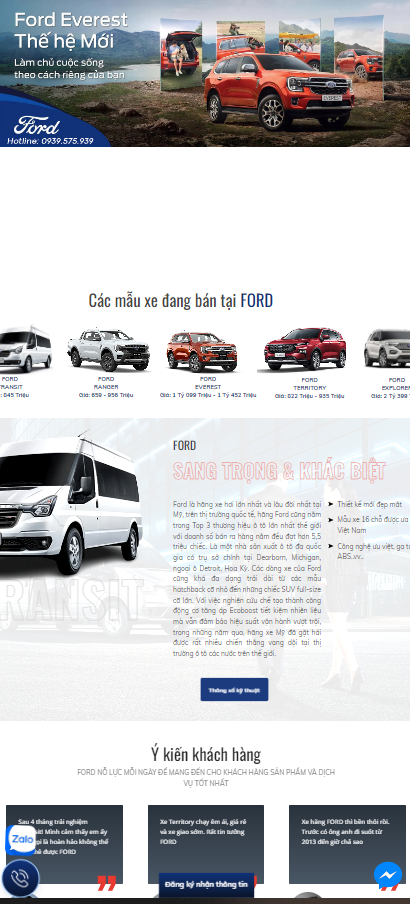 Ford Everest
Thế hệ Mới
Làm chủ cuộc sống
theo cách riêng của bạn
EVEREST
Ford
Hotline: 0939.575.939
Các mẫu xe đang bán tại FORD
FORD
TRANSIT
: 845 Triệu
FORD
RANGER
Giá: 659 - 956 Triệu
FORD
EVEREST
Giá: 1 Tỷ 099 Triệu - 1 Tỷ 452 Triệu
FORD
TERRITORY
Giá: 822 Triệu - 935 Triệu
FORD
EXPLORER
Giá: 2 Tỷ 399
FORD
SANG TRỌNG & KHÁC BIỆT
Ford là hãng xe hơi lớn nhất và lâu đời nhất tại
Mỹ, trên thị trường quốc tế, hãng Ford cũng nằm
trong Top 3 thương hiệu ô tô lớn nhất thế giới
với doanh số bán ra hàng năm đều đạt hơn 5,5
triệu chiếc. Là một nhà sản xuất ô tô đa quốc
gia có trụ sở chính tại Dearborn, Michigan,
ngoại ô Detroit, Hoa Kỳ. Các dòng xe của Ford
cũng khá đa dạng trải dài từ các mẫu
hatchback cỡ nhỏ đến những chiếc SUV full-size
cỡ lớn. Với việc nghiên cứu chế tạo thành công
động cơ tăng áp Ecoboost tiết kiệm nhiên liệu
mà vẫn đảm bảo hiệu suất vận hành vượt trội,
trong những năm qua, hãng xe Mỹ đã gặt hái
được rất nhiều chiến thắng vang dội tại thị
trường ô tô các nước trên thế giới.
➤ Thiết kế mới đẹp mắt
➤ Mẫu xe 16 chỗ được ưa
Việt Nam
➤ Công nghệ ưu việt, ga tự
ABS.vv..
TRANSIT
Thông số kỹ thuật
Ý kiến khách hàng
FORD NỖ LỰC MỖI NGÀY ĐỂ MANG ĐẾN CHO KHÁCH HÀNG SẢN PHẨM VÀ DỊCH
VỤ TỐT NHẤT
Sau 4 tháng trải nghiệm
Mình cảm thấy em ấy
là hoàn hảo không thể
được FORD
Xe Territory chạy êm ái, giá rẻ
và xe giao sớm. Rất tin tưởng
FORD
Xe hãng FORD thì bền thôi rồi.
Trước có ông anh đi suốt từ
2013 đến giờ chả sao
Zalo
Đăng ký nhận thông tin